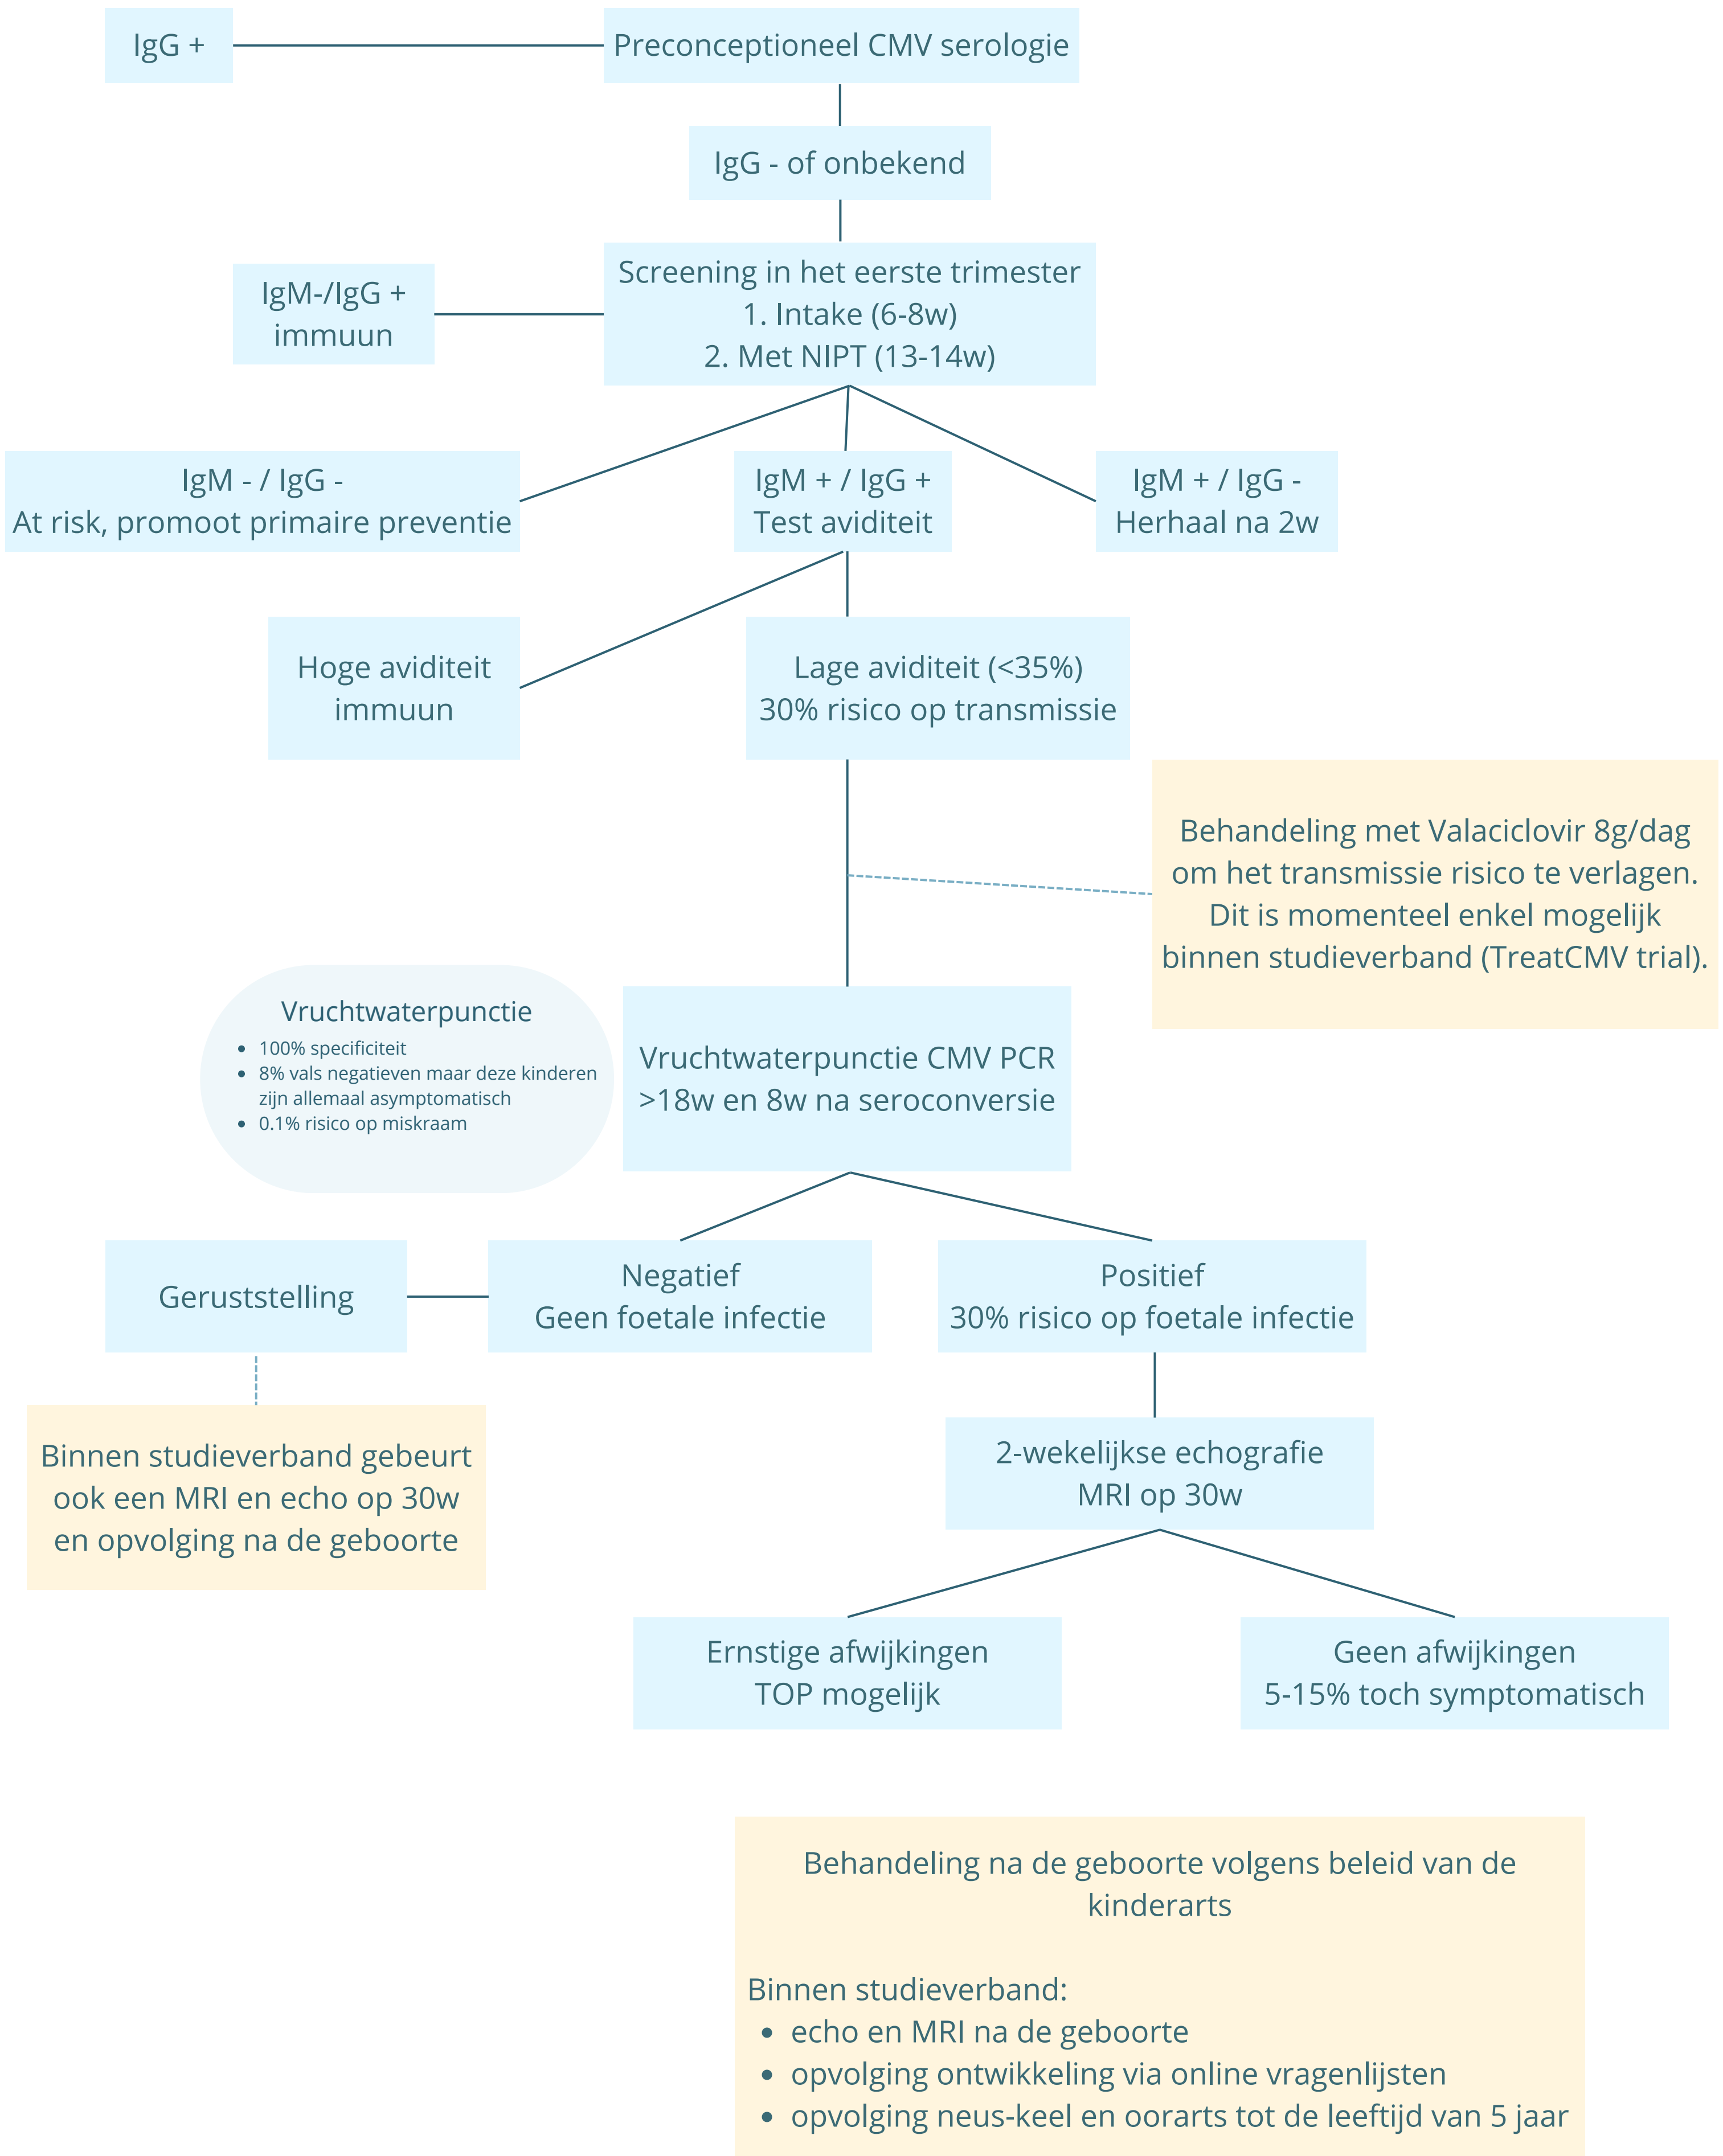 IgG +
Preconceptioneel CMV serologie
IgG - of onbekend
IgM-/IgG +
immuun
Screening in het eerste trimester
1. Intake (6-8w)
2. Met NIPT (13-14w)
IgM - / IgG -
At risk, promoot primaire preventie
IgM + / IgG +
Test aviditeit
IgM + / IgG -
Herhaal na 2w
Hoge aviditeit
immuun
Lage aviditeit (<35%)
30% risico op transmissie
Behandeling met Valaciclovir 8g/dag
om het transmissie risico te verlagen.
Dit is momenteel enkel mogelijk
binnen studieverband (TreatCMV trial).
Vruchtwaterpunctie
• 100% specificiteit
• 8% vals negatieven maar deze kinderen
zijn allemaal asymptomatisch
• 0.1% risico op miskraam
Vruchtwaterpunctie CMV PCR
>18w en 8w na seroconversie
Geruststelling
Negatief
Geen foetale infectie
Positief
30% risico op foetale infectie
Binnen studieverband gebeurt
ook een MRI en echo op 30w
en opvolging na de geboorte
2-wekelijkse echografie
MRI op 30w
Ernstige afwijkingen
TOP mogelijk
Geen afwijkingen
5-15% toch symptomatisch
Behandeling na de geboorte volgens beleid van de
kinderarts
Binnen studieverband:
• echo en MRI na de geboorte
• opvolging ontwikkeling via online vragenlijsten
• opvolging neus-keel en oorarts tot de leeftijd van 5 jaar